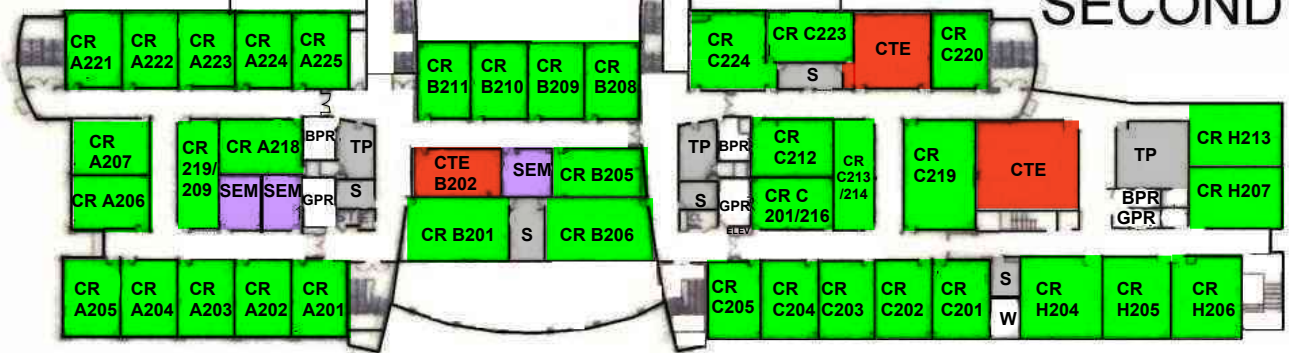 SECOND
CR A221
CR A222
CR A223
CR A224
CR A225
CR B211
CR B210
CR B209
CR B208
CR C224
CR C223
S
CTE
CR C220
CR A207
CR A206
CR 219/ 209
CR A218
SEM
SEM
BPR
GPR
TP
S
CTE B202
SEM
CR B205
CR B201
S
CR B206
TP
S
BPR
GPR
ELEV
CR C212
CR C 201/216
CR C213 /214
CR C219
CTE
TP
BPR
GPR
CR H213
CR H207
CR A205
CR A204
CR A203
CR A202
CR A201
CR C205
CR C204
CR C203
CR C202
CR C201
S
W
CR H204
CR H205
CR H206